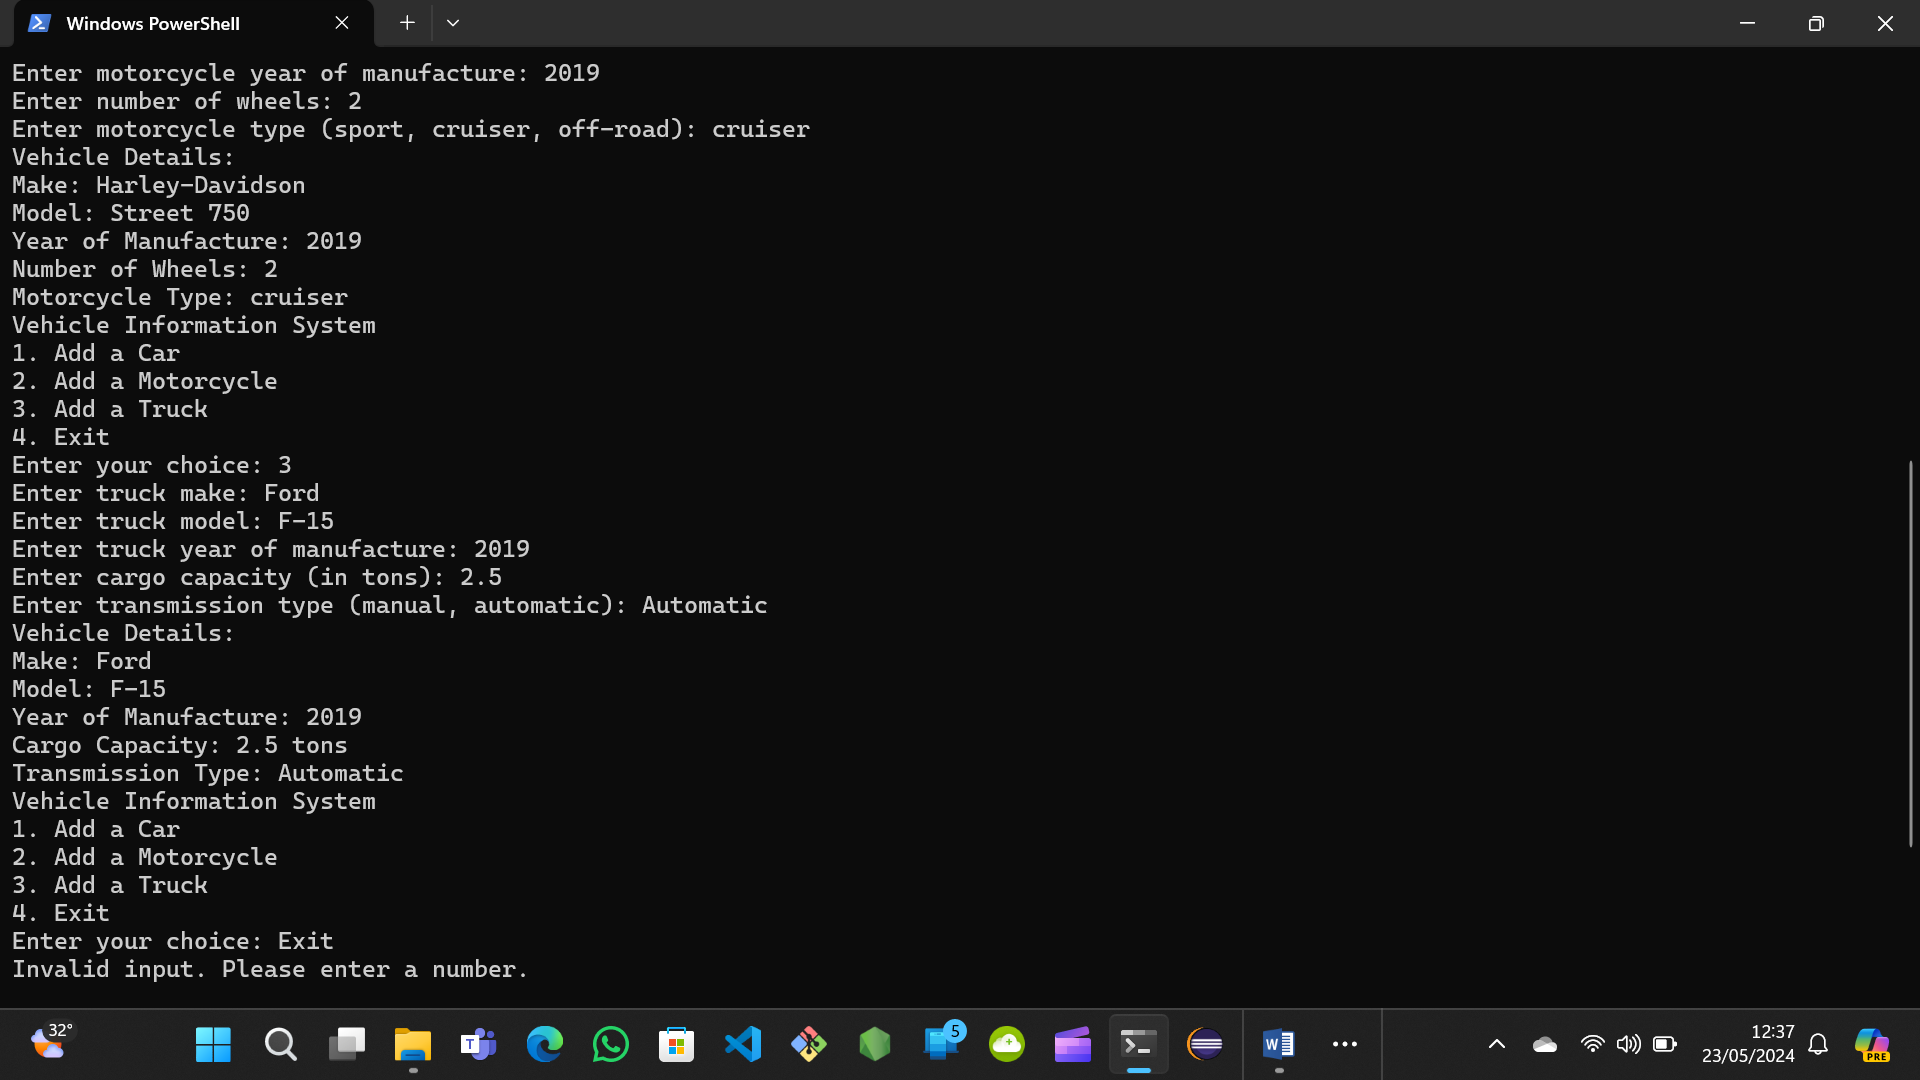 Windows PowerShell
Enter motorcycle year of manufacture: 2019
Enter number of wheels: 2
Enter motorcycle type (sport, cruiser, off-road): cruiser
Vehicle Details:
Make: Harley-Davidson
Model: Street 750
Year of Manufacture: 2019
Number of Wheels: 2
Motorcycle Type: cruiser
Vehicle Information System
1. Add a Car
2. Add a Motorcycle
3. Add a Truck
4. Exit
Enter your choice: 3
Enter truck make: Ford
Enter truck model: F-15
Enter truck year of manufacture: 2019
Enter cargo capacity (in tons): 2.5
Enter transmission type (manual, automatic): Automatic
Vehicle Details:
Make: Ford
Model: F-15
Year of Manufacture: 2019
Cargo Capacity: 2.5 tons
Transmission Type: Automatic
Vehicle Information System
1. Add a Car
2. Add a Motorcycle
3. Add a Truck
4. Exit
Enter your choice: Exit
Invalid input. Please enter a number.
32°
5
12:37
23/05/2024
PRE